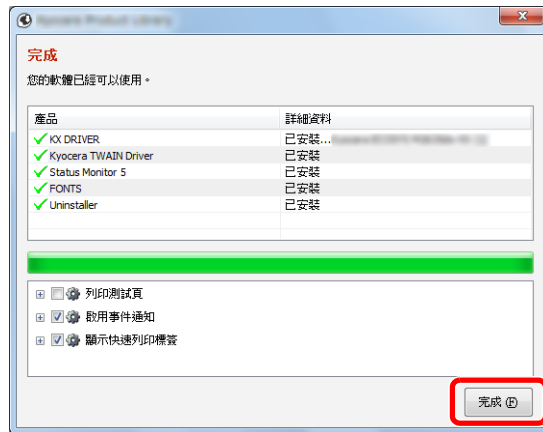 Kyocera Product Library
完成
您的軟體已經可以使用。
產品 詳細資料
KX DRIVER 已安裝...
Kyocera TWAIN Driver 已安裝
Status Monitor 5 已安裝
FONTS 已安裝
Uninstaller 已安裝
列印測試頁
啟用事件通知
顯示快速列印標簽
完成(F)